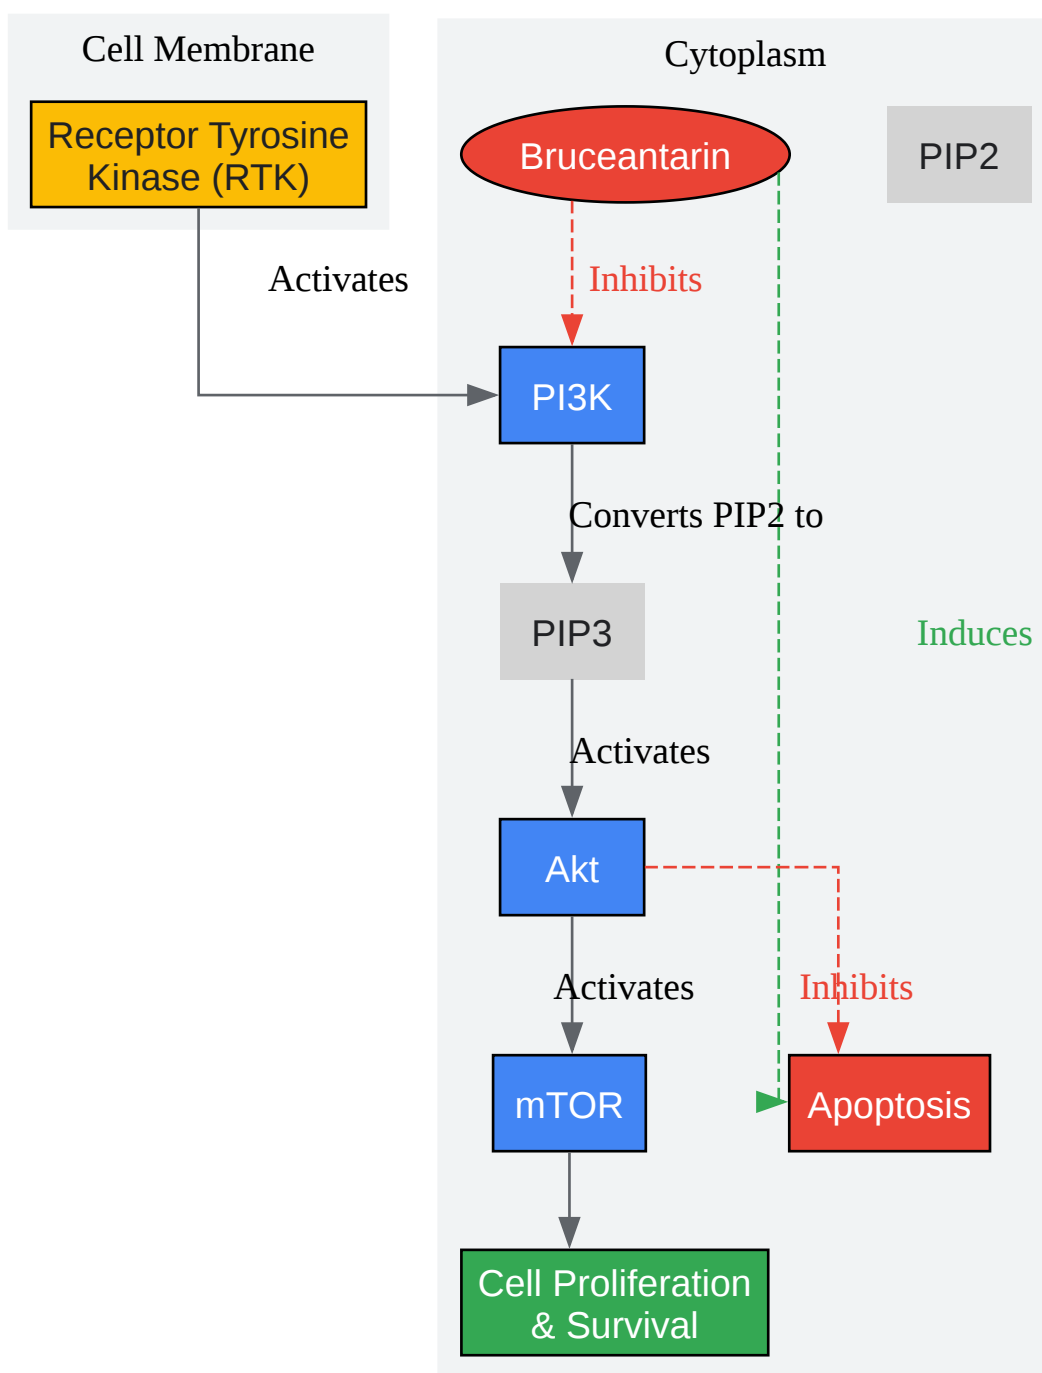 Cell Membrane
Cytoplasm
Receptor Tyrosine
Kinase (RTK)
Bruceantarin
PIP2
Activates
Inhibits
PI3K
Converts PIP2 to
PIP3
Induces
Activates
Akt
Activates
Inhibits
mTOR
Apoptosis
Cell Proliferation
& Survival